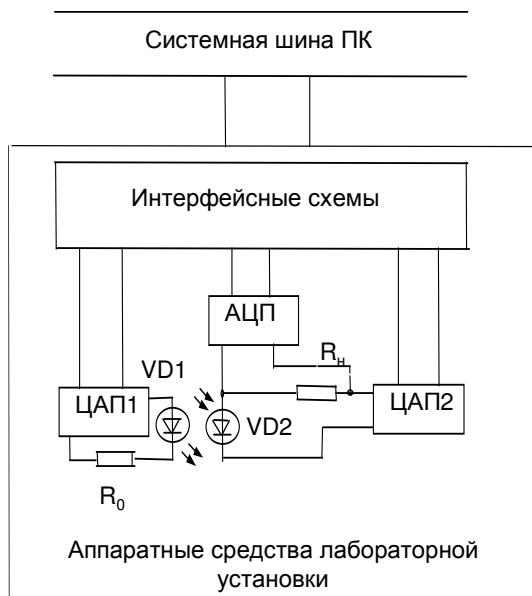 Системная шина ПК
Интерфейсные схемы
АЦП
VD1
Rн
ЦАП1
VD2
ЦАП2
R₀
Аппаратные средства лабораторной
установки